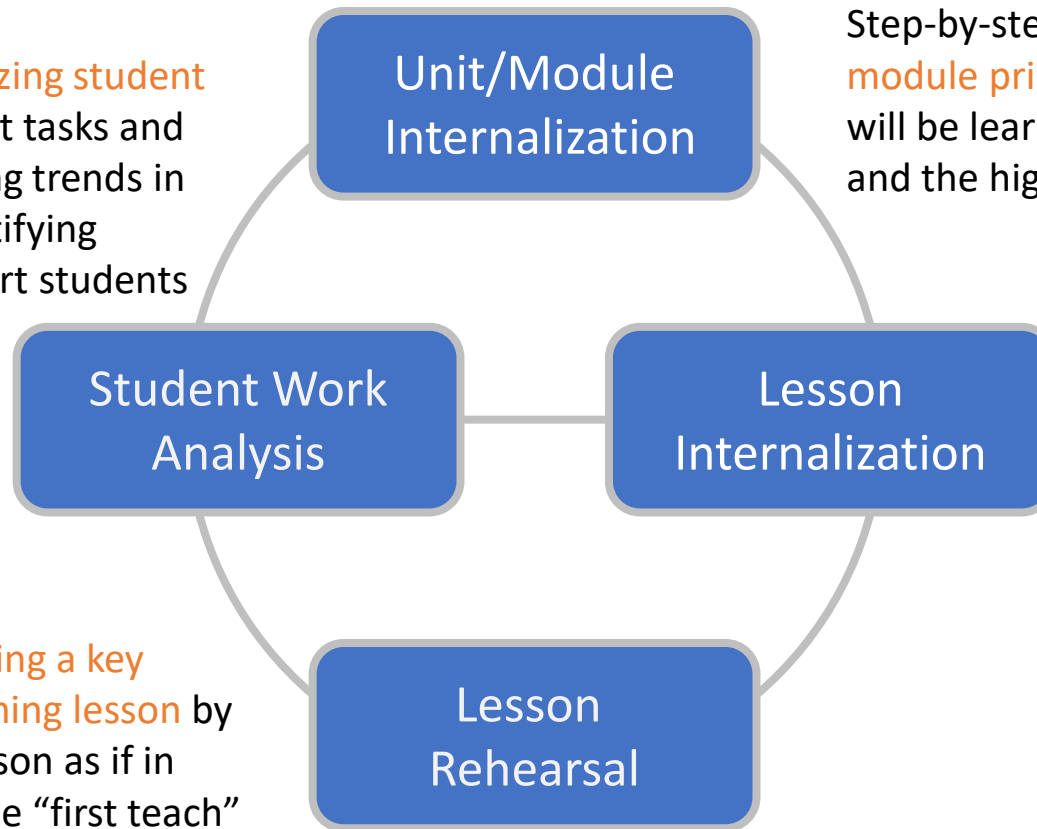 Unit/Module
Internalization
Step-by-ste
module pri
will be lear
and the hig
zing student
t tasks and
g trends in
tifying
rt students
Student Work
Analysis
Lesson
Internalization
ing a key
ning lesson by
son as if in
e “first teach”
Lesson
Rehearsal